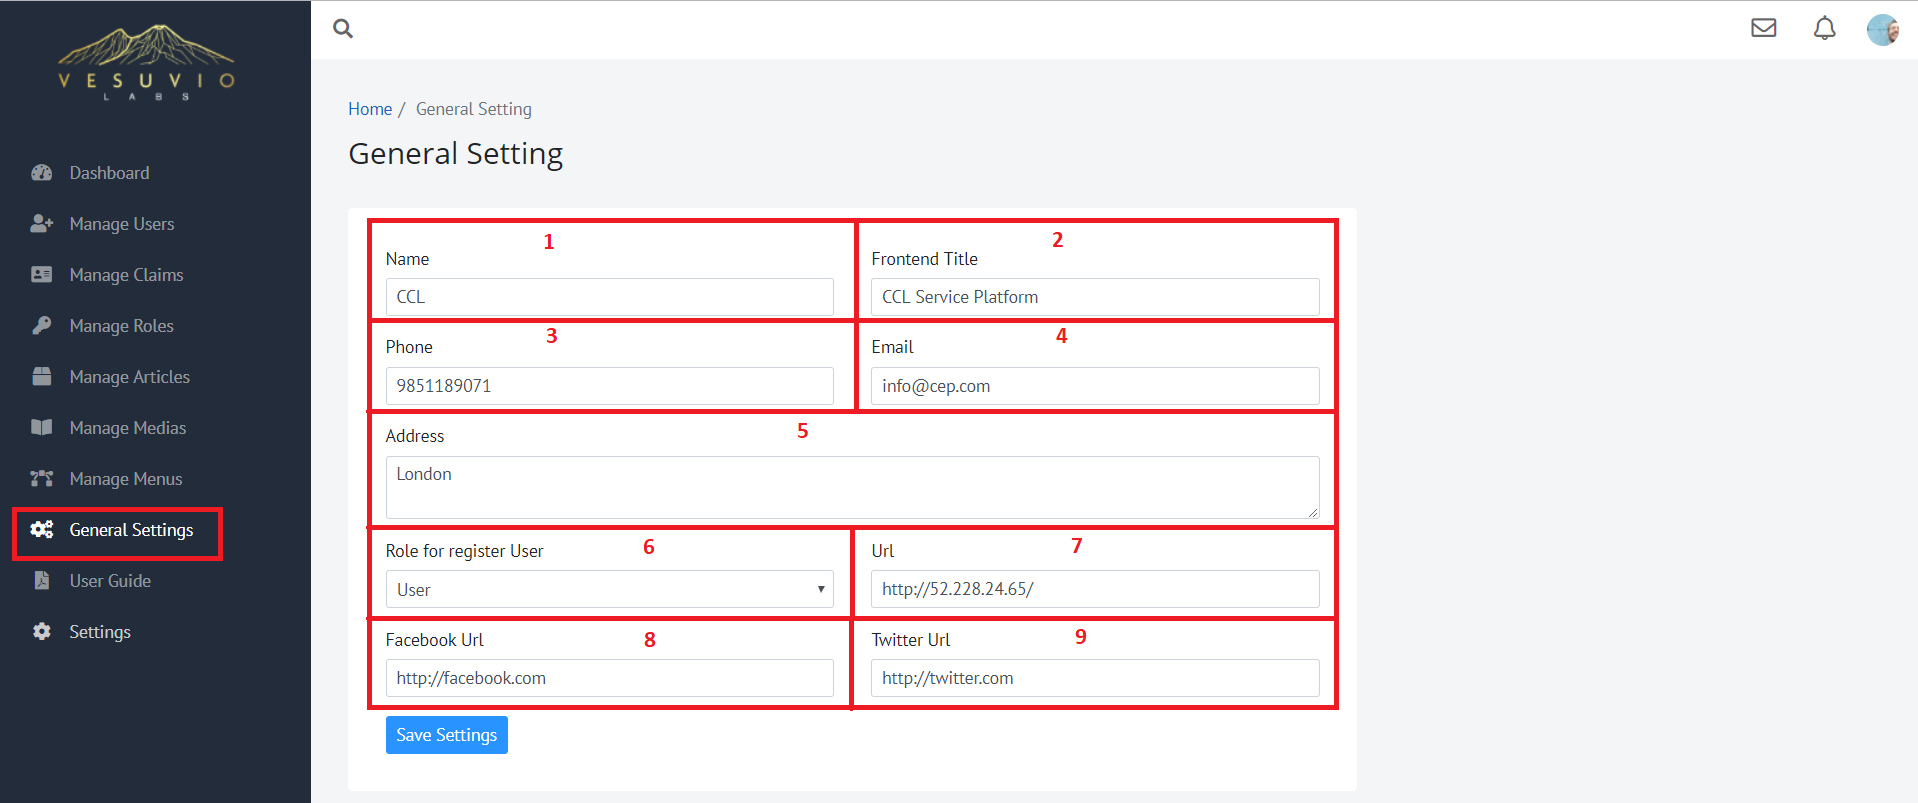 VESUVIO
LABS
Dashboard
Manage Users
Manage Claims
Manage Roles
Manage Articles
Manage Medias
Manage Menus
General Settings
User Guide
Settings
Home / General Setting
General Setting
1
2
Name
Frontend Title
CCL
CCL Service Platform
3
4
Phone
Email
9851189071
info@cep.com
5
Address
London
6
7
Role for register User
Url
User
http://52.228.24.65/
8
9
Facebook Url
Twitter Url
http://facebook.com
http://twitter.com
Save Settings